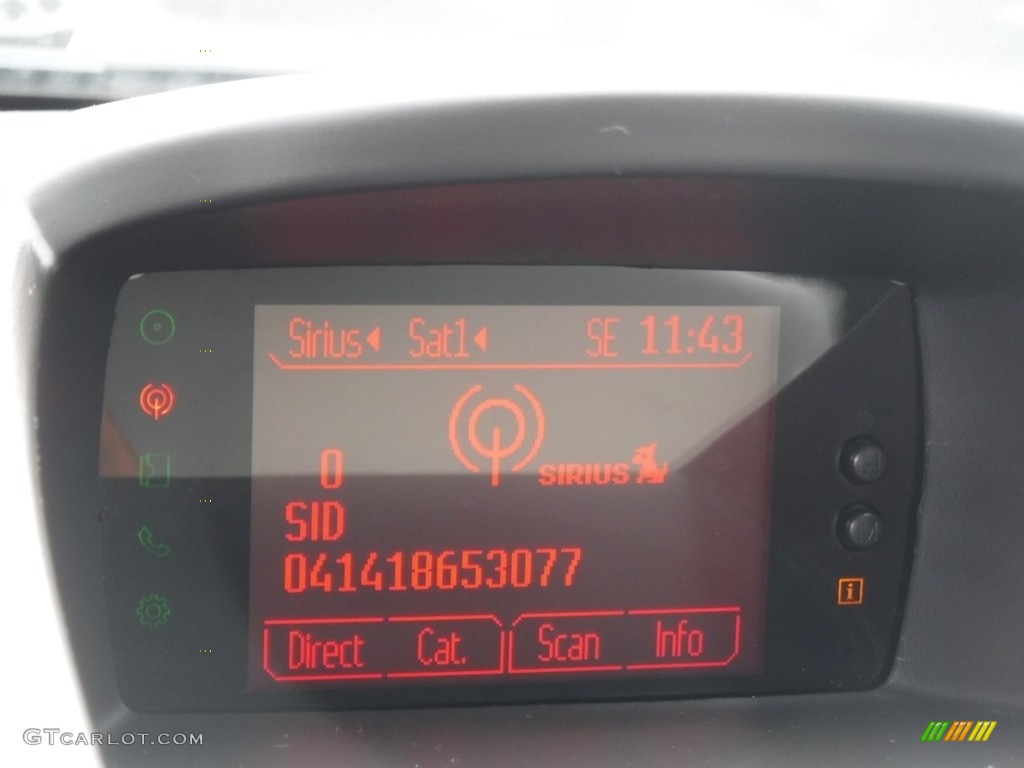 Sirius Sat1 SE 11:43
0
SIRIUS
SID
041418653077
Direct Cat. Scan Info
i
GTCARLOT.COM